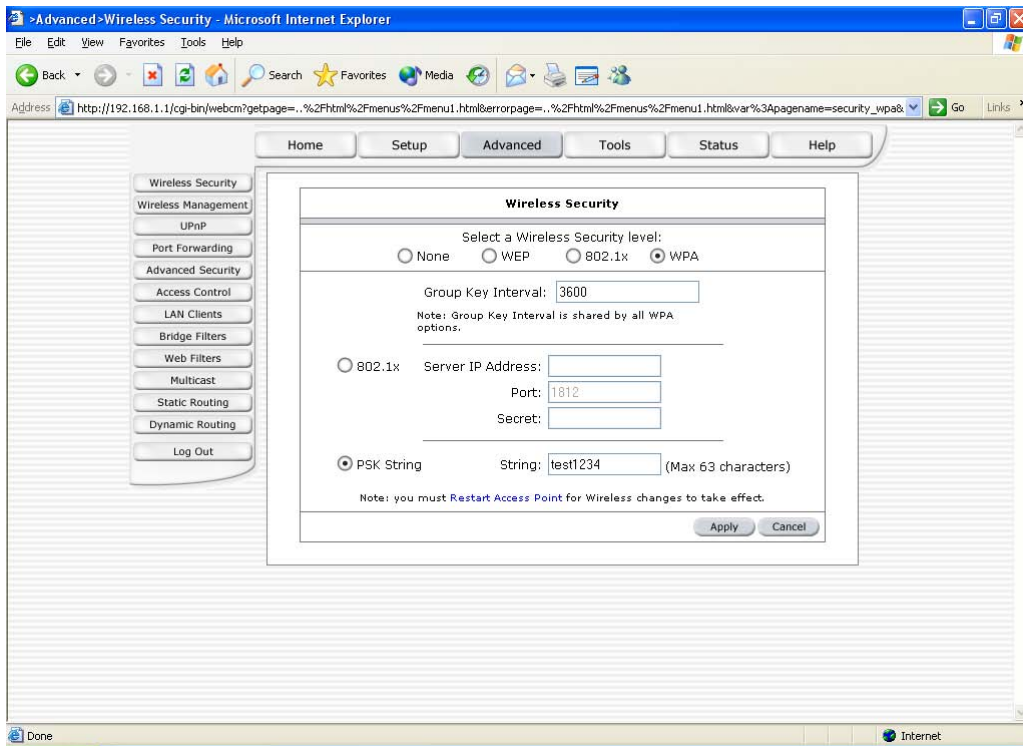 >Advanced>Wireless Security - Microsoft Internet Explorer
File Edit View Favorites Tools Help
Back Search Favorites Media
Address http://192.168.1.1/cgi-bin/webcm?getpage=..%2Fhtml%2Fmenus%2Fmenu1.html&errorpage=..%2Fhtml%2Fmenus%2Fmenu1.html&var%3Apagename=security_wpa& Go Links
Home Setup Advanced Tools Status Help
Wireless Security
Wireless Management
UPnP
Port Forwarding
Advanced Security
Access Control
LAN Clients
Bridge Filters
Web Filters
Multicast
Static Routing
Dynamic Routing
Log Out
Wireless Security
Select a Wireless Security level:
None WEP 802.1x WPA
Group Key Interval: 3600
Note: Group Key Interval is shared by all WPA
options.
802.1x Server IP Address:
Port: 1812
Secret:
PSK String String: test1234 (Max 63 characters)
Note: you must Restart Access Point for Wireless changes to take effect.
Apply Cancel
Done Internet